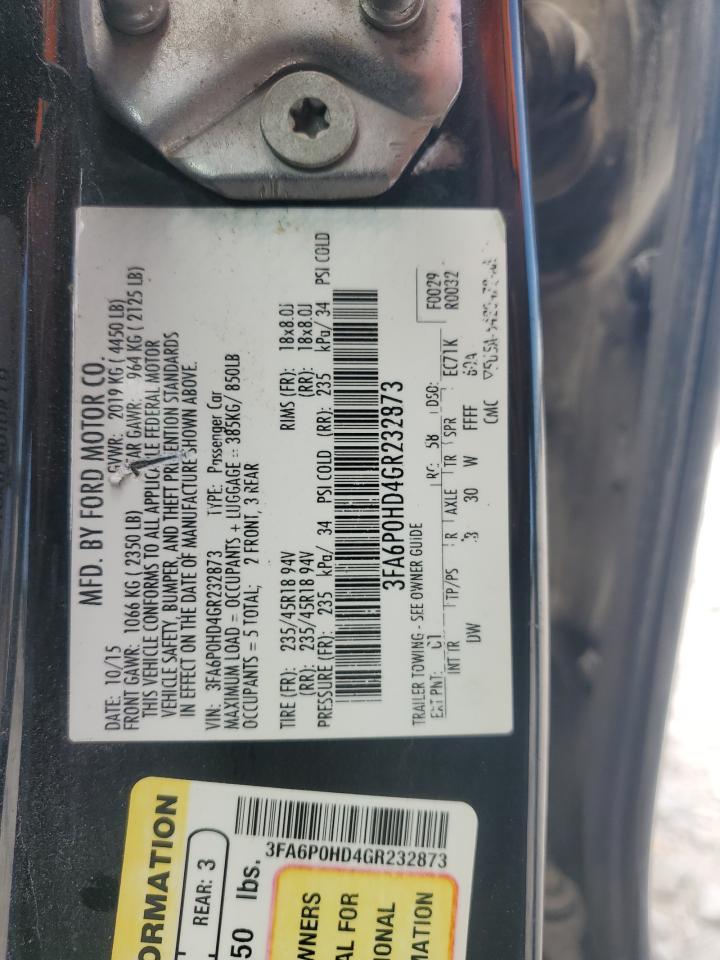 MFD. BY FORD MOTOR CO.
DATE: 10/15 GVWR: 2019 KG ( 4450 LB)
FRONT GAWR: 1066 KG ( 2350 LB) GAWR: 964 KG ( 2125 LB)
THIS VEHICLE CONFORMS TO ALL APPLICABLE FEDERAL MOTOR
VEHICLE SAFETY, BUMPER, AND THEFT PREVENTION STANDARDS
IN EFFECT ON THE DATE OF MANUFACTURE SHOWN ABOVE.
VIN: 3FA6P0HD4GR232873 TYPE: Passenger Car
MAXIMUM LOAD = OCCUPANTS + LUGGAGE = 385KG/ 850LB
OCCUPANTS = 5 TOTAL; 2 FRONT, 3 REAR
TIRE (FR): 235/45R18 94V RIMS (FR): 18x8.0J
(RR): 235/45R18 94V (RR): 18x8.0J
PRESSURE (FR): 235 kPa/ 34 PSI COLD (RR): 235 kPa/ 34 PSI COLD
3FA6P0HD4GR232873
TRAILER TOWING - SEE OWNER GUIDE F0029
EXT PNT: RC: 58 DSO: EC71K R0032
INT TR TP/PS R AXLE TR SPR
DW 30 W FFFF
CMC
ORMATION
REAR: 3
50 lbs.
3FA6P0HD4GR232873
WNERS
AL FOR
IONAL
MATION